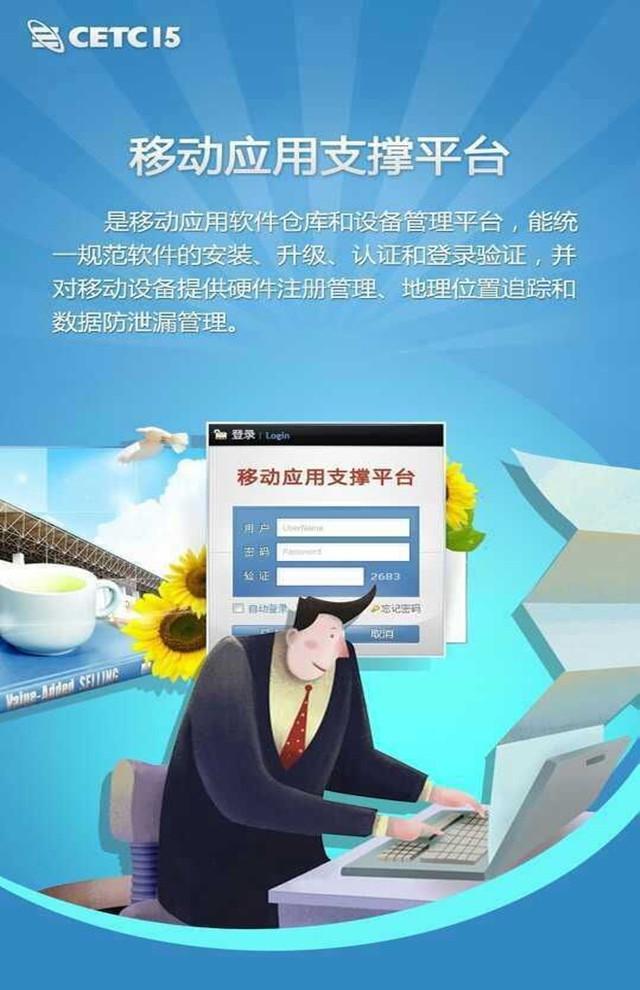 CETC15
移动应用支撑平台
是移动应用软件仓库和设备管理平台，能统
一规范软件的安装、升级、认证和登录验证，并
对移动设备提供硬件注册管理、地理位置追踪和
数据防泄漏管理。
登录 | Login
移动应用支撑平台
用 户 UserName
密 码 Password
验 证 2683
自动登录 忘记密码
取消
Value-Added SELLING